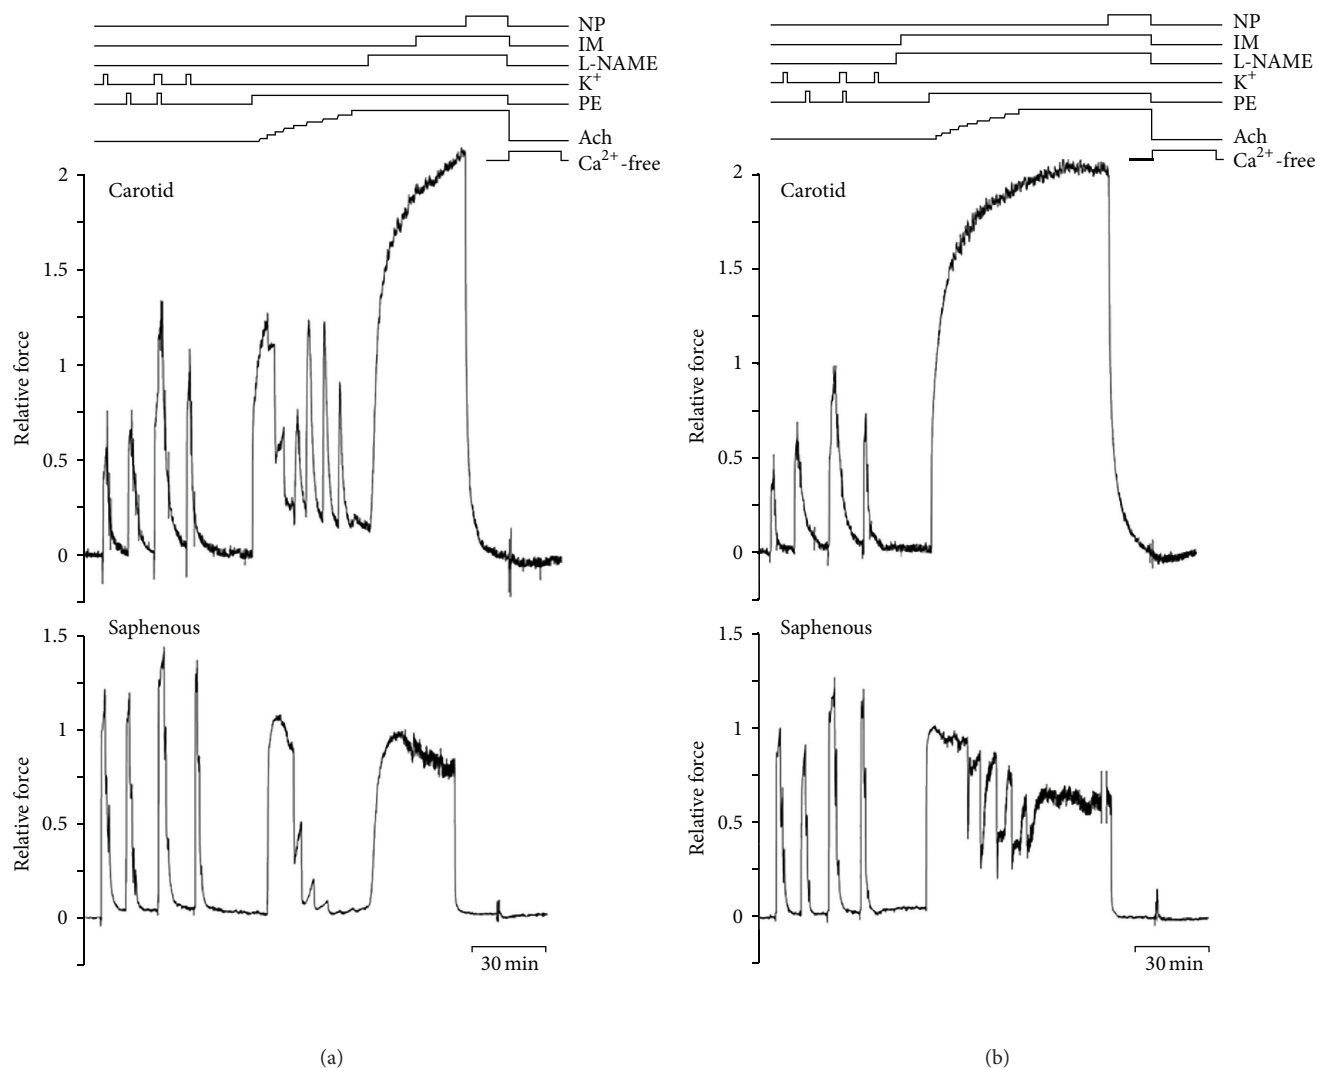 NP
IM
L-NAME
K+
PE
Ach
Ca2+-free
Carotid
2
1.5
1
0.5
0
Relative force
Saphenous
1.5
1
0.5
0
Relative force
30 min
(a)
NP
IM
L-NAME
K+
PE
Ach
Ca2+-free
Carotid
2
1.5
1
0.5
0
Relative force
Saphenous
1.5
1
0.5
0
Relative force
30 min
(b)